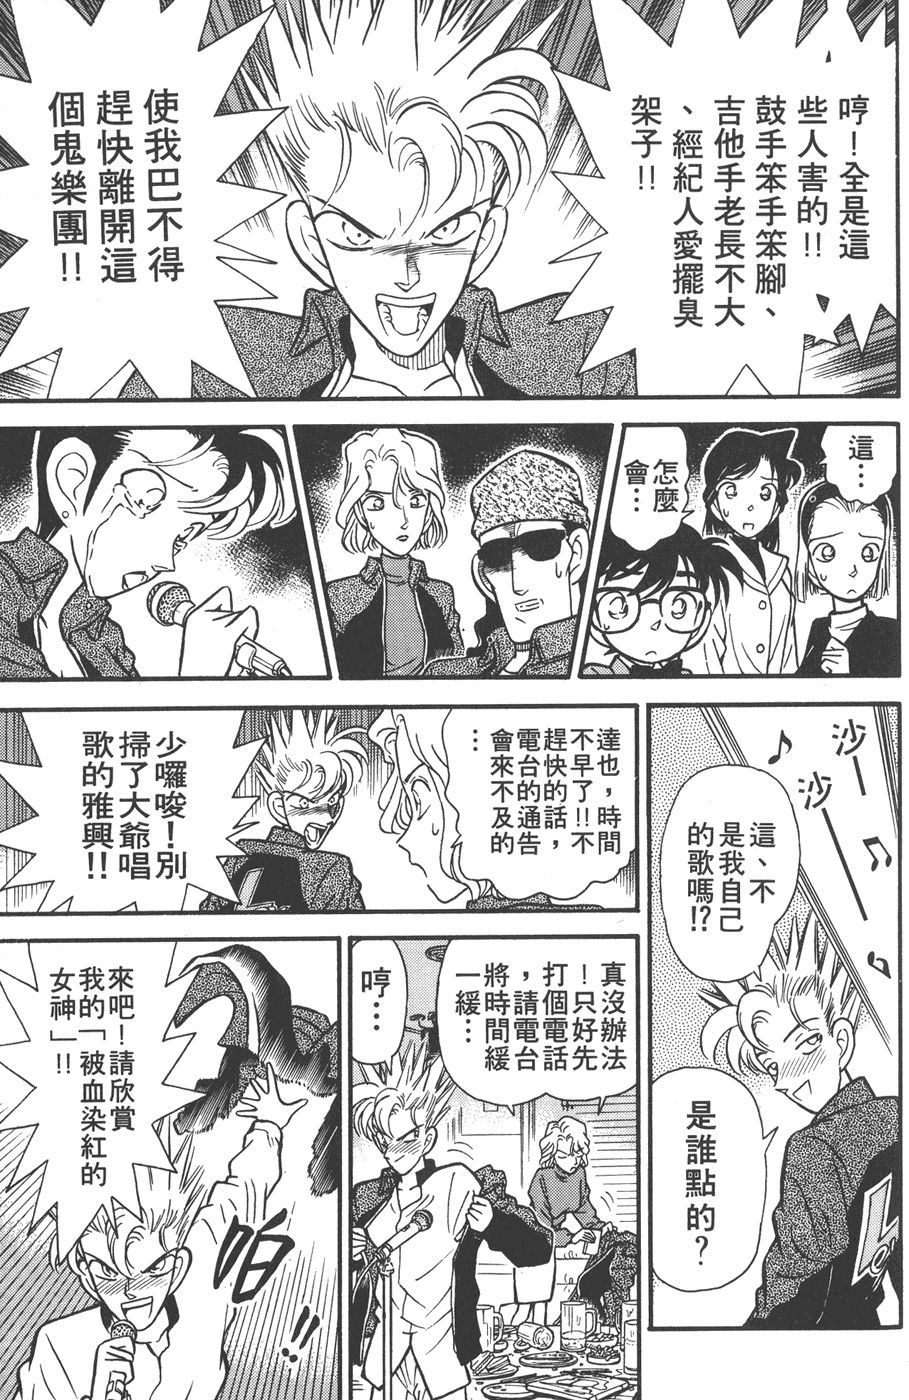 哼！全是這
些人害的！！
鼓手笨手笨腳、
吉他手老長不大
、經紀人愛擺臭
架子！！
使我巴不得
趕快離開這
個鬼樂團！！
這…
怎麼
會…
沙——
沙——
這、不
是我自己
的歌嗎！？
是誰點的？
達也，時間
不早了！！不
趕快的話，
電台的通告
會來不及的
…
少囉唆！別
掃了大爺唱
歌的雅興！！
真沒辦法
！只好先
打個電話
，請電台
將時間緩
一緩…
哼…
來吧！請欣賞
我的「被血染紅的
女神」！！
啪！！